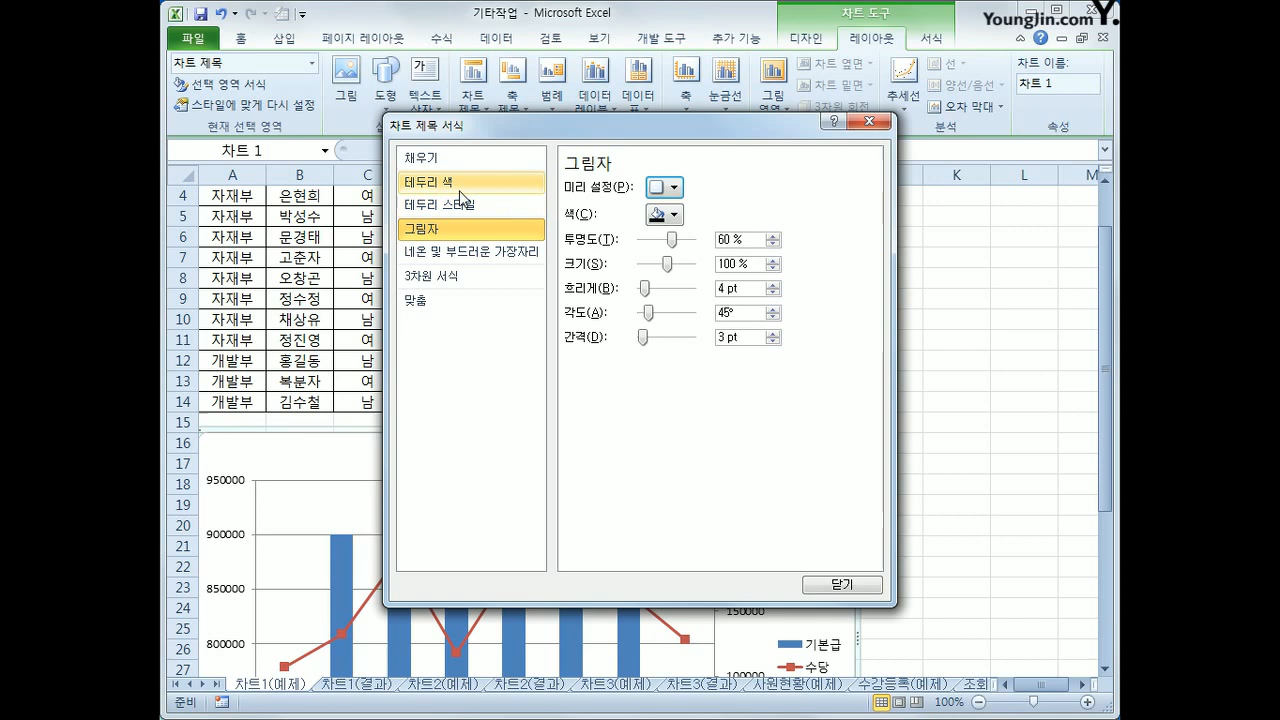 기타작업 - Microsoft Excel
차트 도구
YoungJin.com Y.
파일 홈 삽입 페이지 레이아웃 수식 데이터 검토 보기 개발 도구 추가 기능 디자인 레이아웃 서식
차트 제목
선택 영역 서식
스타일에 맞게 다시 설정
현재 선택 영역
그림 도형 텍스트 차트 축 범례 데이터 데이터 축 눈금선 그림 추세선
차트 옆면
차트 밑면
3차원 회전
선
양선/음선
오차 막대
분석
차트 이름:
차트 1
속성
차트 1
차트 제목 서식
채우기
테두리 색
테두리 스타일
그림자
네온 및 부드러운 가장자리
3차원 서식
맞춤
그림자
미리 설정(P):
색(C):
투명도(T): 60 %
크기(S): 100 %
흐리게(B): 4 pt
각도(A): 45°
간격(D): 3 pt
닫기
A B C K L M
4 자재부 은현희 여
5 자재부 박성수 남
6 자재부 문경태 남
7 자재부 고춘자 여
8 자재부 오창곤 남
9 자재부 정수정 여
10 자재부 채상유 남
11 자재부 정진영 여
12 개발부 홍길동 남
13 개발부 복분자 여
14 개발부 김수철 남
15
16
17
18
19
20
21
22
23
24
25
26
27
950000
900000
850000
800000
150000
100000
기본급
수당
차트1(예제) 차트1(결과) 차트2(예제) 차트2(결과) 차트3(예제) 차트3(결과) 사원현황(예제) 수상등록(예제) 조회
준비
100%